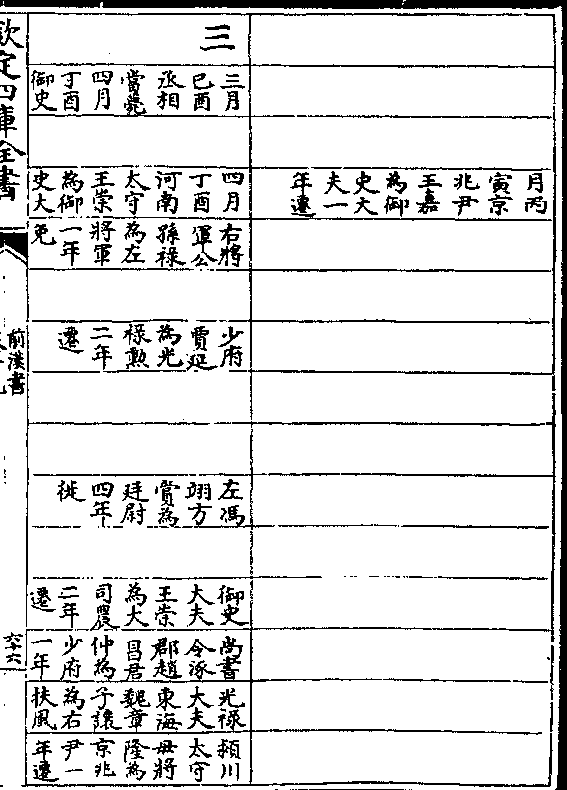 月丙
寅京
兆尹
王嘉
為御
史大
夫一
年遷
三
三月
己酉
丞相
當薨
四月
丁酉
御史
四月
丁酉
河南
太守
王崇
為御
史大
右將
軍公
孫祿
為左
將軍
一年
免
少府
賈延
為光
祿勲
二年
遷
左馮
翊方
賞為
廷尉
四年
徙
御史
大夫
王崇
為大
司農
二年
遷
尚書
令涿
郡趙
昌君
仲為
少府
一年
光祿
大夫
東海
魏章
子讓
為右
扶風
潁川
太守
毋將
隆為
京兆
尹一
年遷
欽定四庫全書
前漢書
六十六